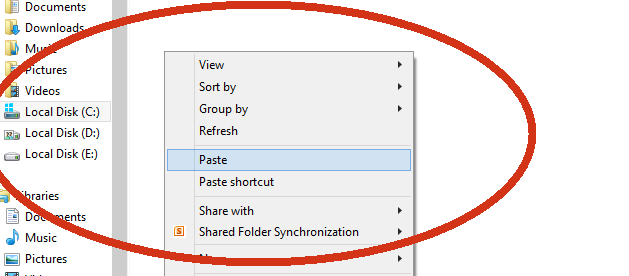 Documents
Downloads
Music
Pictures
Videos
Local Disk (C:)
Local Disk (D:)
Local Disk (E:)
Libraries
Documents
Music
Pictures
View
Sort by
Group by
Refresh
Paste
Paste shortcut
Share with
Shared Folder Synchronization